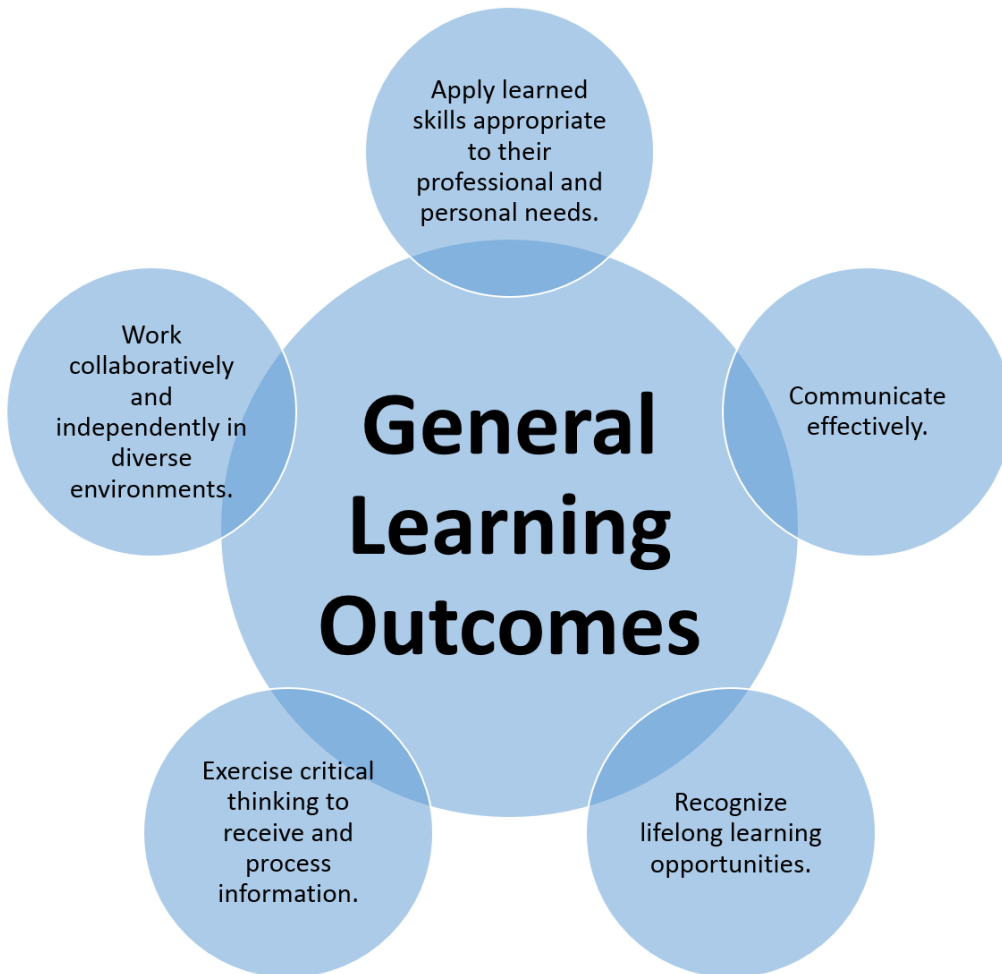 Apply learned
skills appropriate
to their
professional and
personal needs.
Work
collaboratively
and
independently in
diverse
environments.
General
Learning
Outcomes
Communicate
effectively.
Exercise critical
thinking to
receive and
process
information.
Recognize
lifelong learning
opportunities.